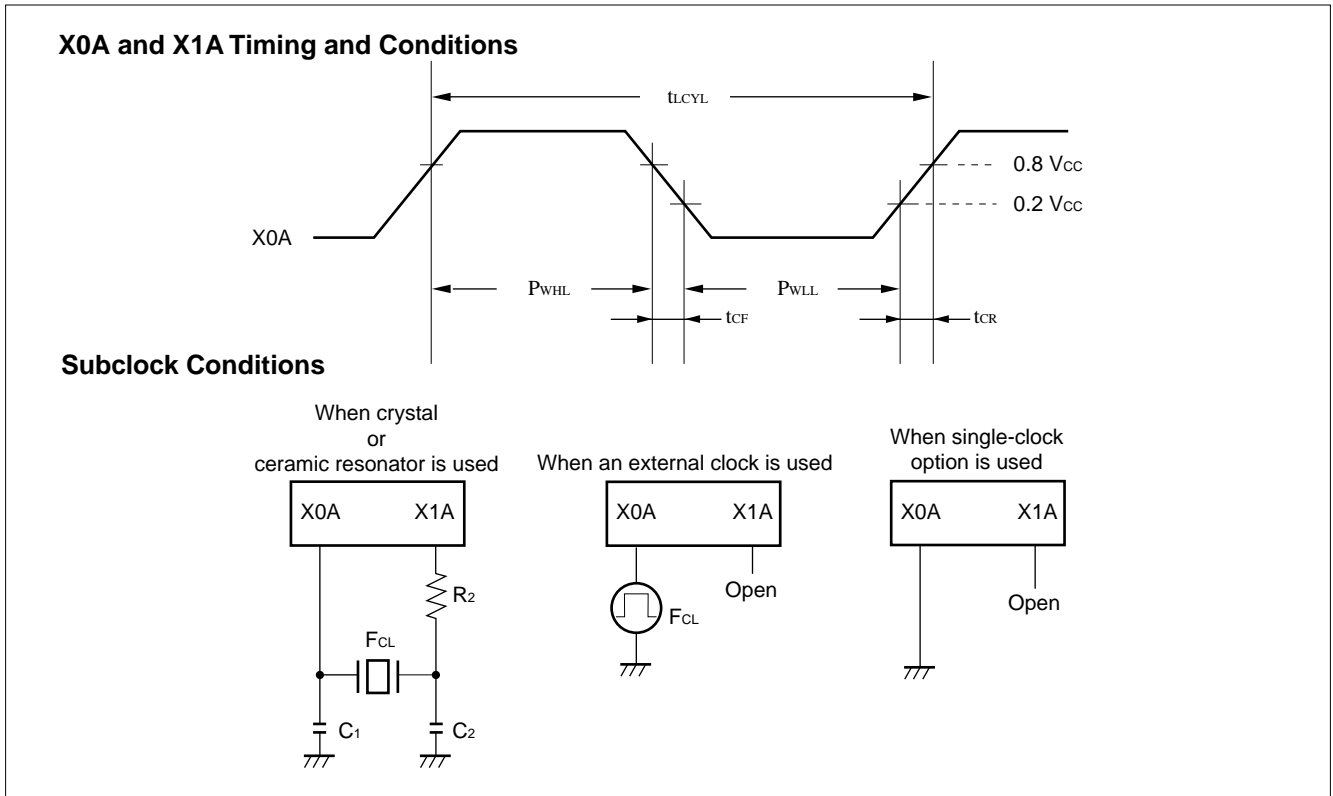 X0A and X1A Timing and Conditions
tLCYL
0.8 VCC
0.2 VCC
X0A
PWHL
PWLL
tCF
tCR
Subclock Conditions
When crystal
or
ceramic resonator is used
X0A X1A
R2
FCL
C1
C2
When an external clock is used
X0A X1A
Open
FCL
When single-clock
option is used
X0A X1A
Open